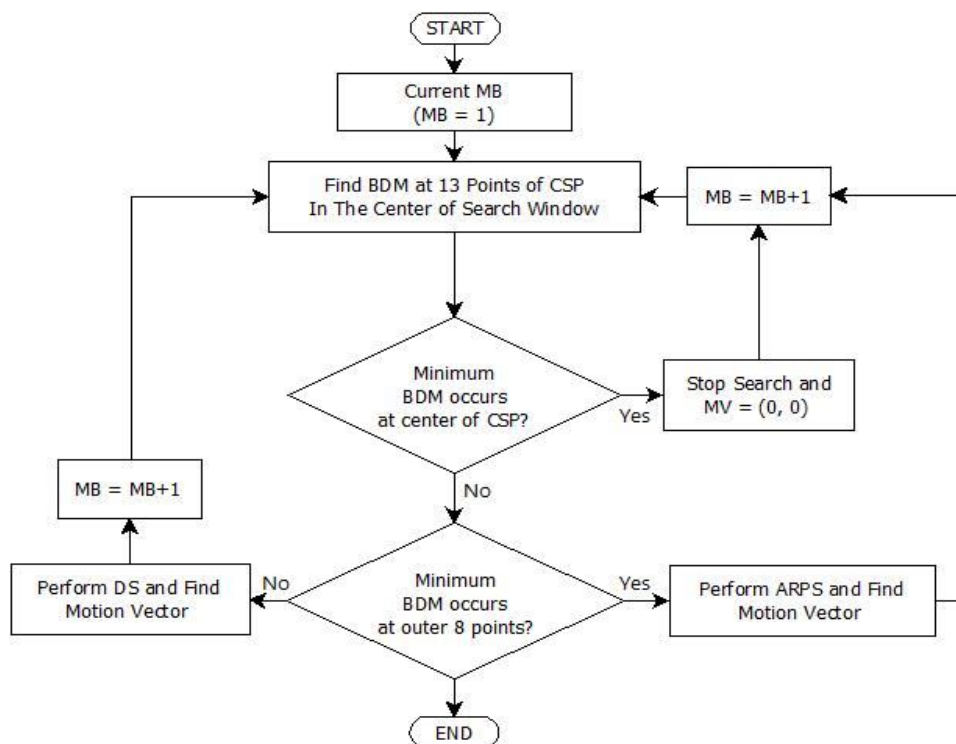 START
Current MB
(MB = 1)
Find BDM at 13 Points of CSP
In The Center of Search Window
MB = MB+1
Minimum
BDM occurs
at center of CSP?
Yes
Stop Search and
MV = (0, 0)
No
MB = MB+1
Perform DS and Find
Motion Vector
No
Minimum
BDM occurs
at outer 8 points?
Yes
Perform ARPS and Find
Motion Vector
END